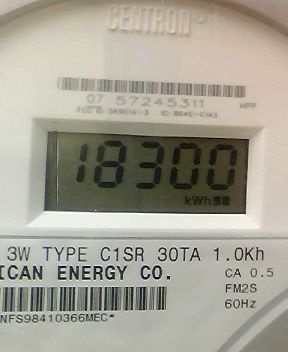 CENTRON
07 57245311 HPP
18300
kWh
3W TYPE C1SR 30TA 1.0Kh
ICAN ENERGY CO. CA 0.5
FM2S
60Hz
NFS98410366MEC*